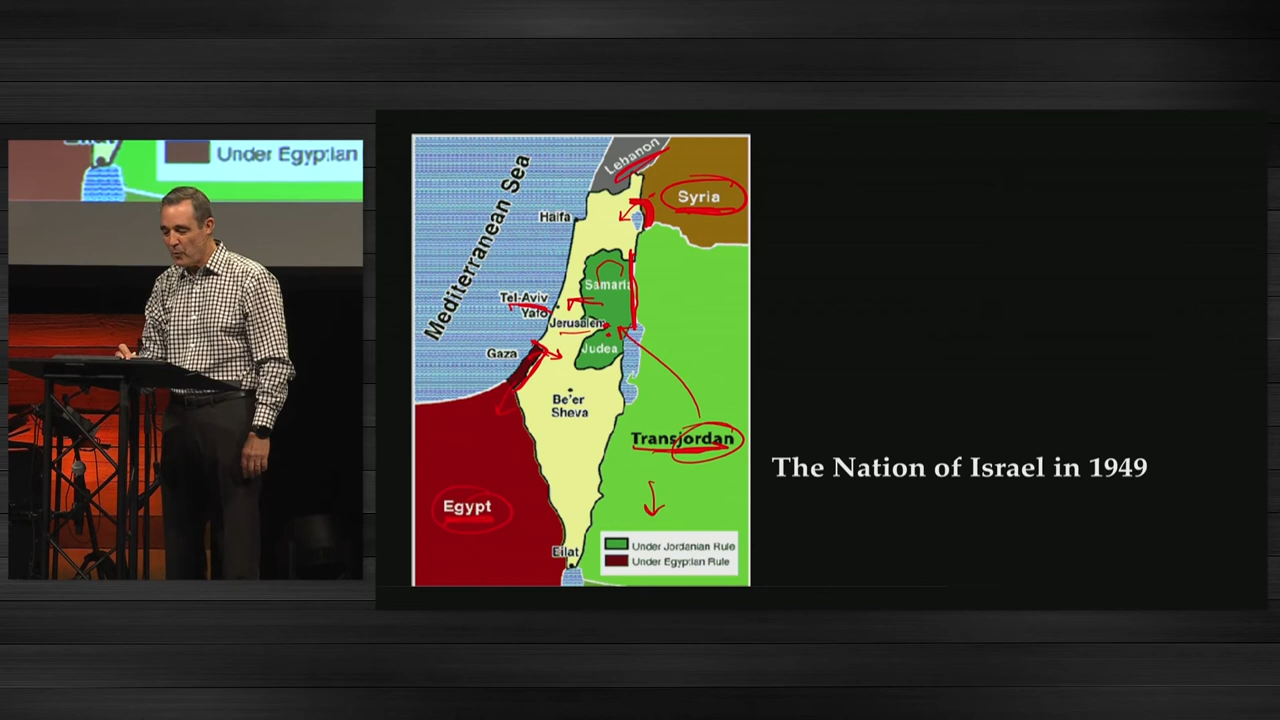 Under Egyptian
Lebanon
Syria
Mediterranean Sea
Haifa
Samaria
Tel-Aviv
Yafo
Jerusalem
Judea
Gaza
Be'er
Sheva
Transjordan
Egypt
Eilat
Under Jordanian Rule
Under Egyptian Rule
The Nation of Israel in 1949